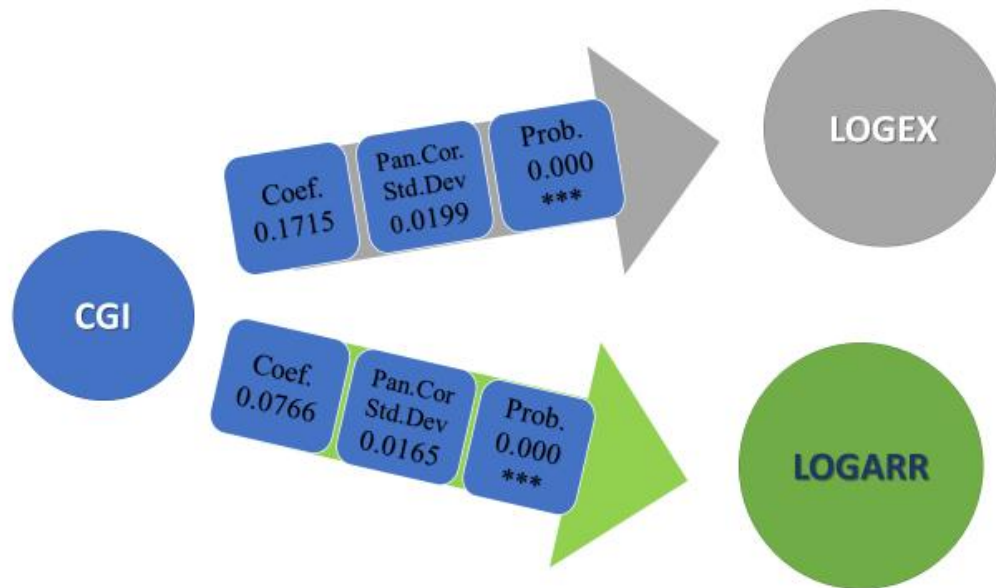 CGI
Coef.
0.1715
Pan.Cor.
Std.Dev
0.0199
Prob.
0.000
***
LOGEX
Coef.
0.0766
Pan.Cor
Std.Dev
0.0165
Prob.
0.000
***
LOGARR